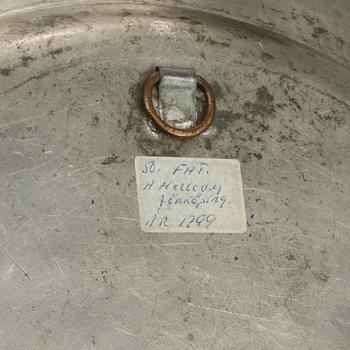 50. FAT.
A Hellberg
Jönköping.
ÅR 1799